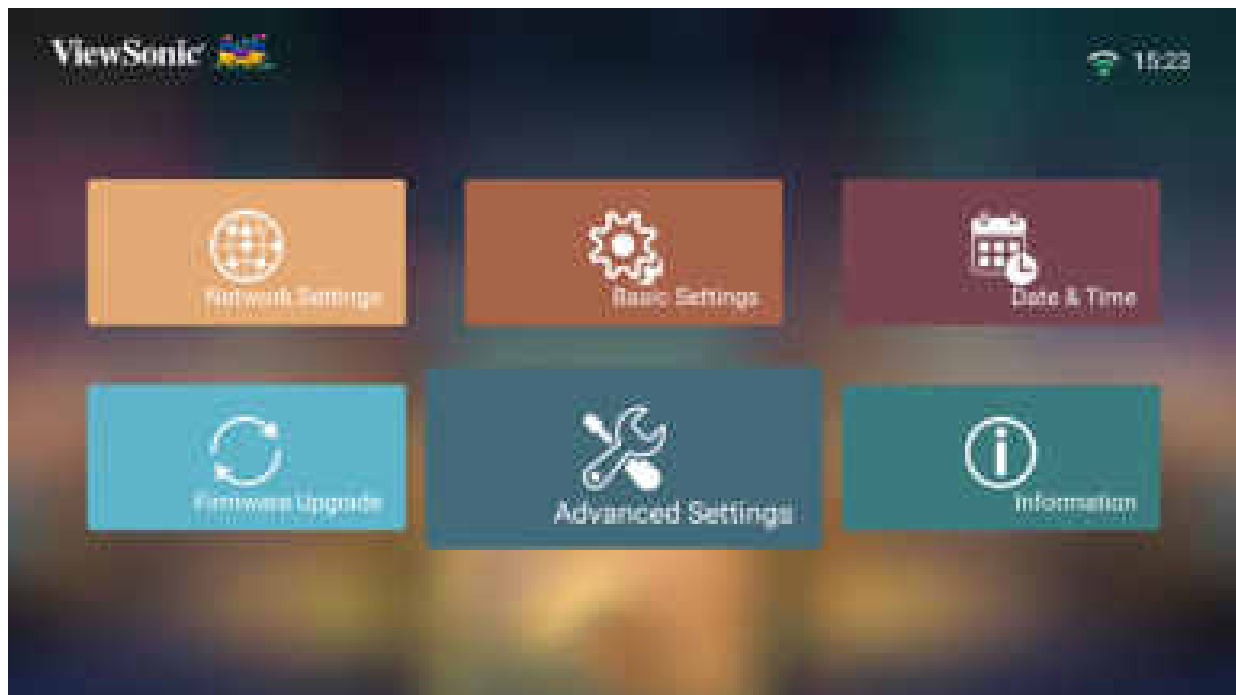 ViewSonic
15:23
Network Settings
Basic Settings
Date & Time
Firmware Upgrade
Advanced Settings
Information